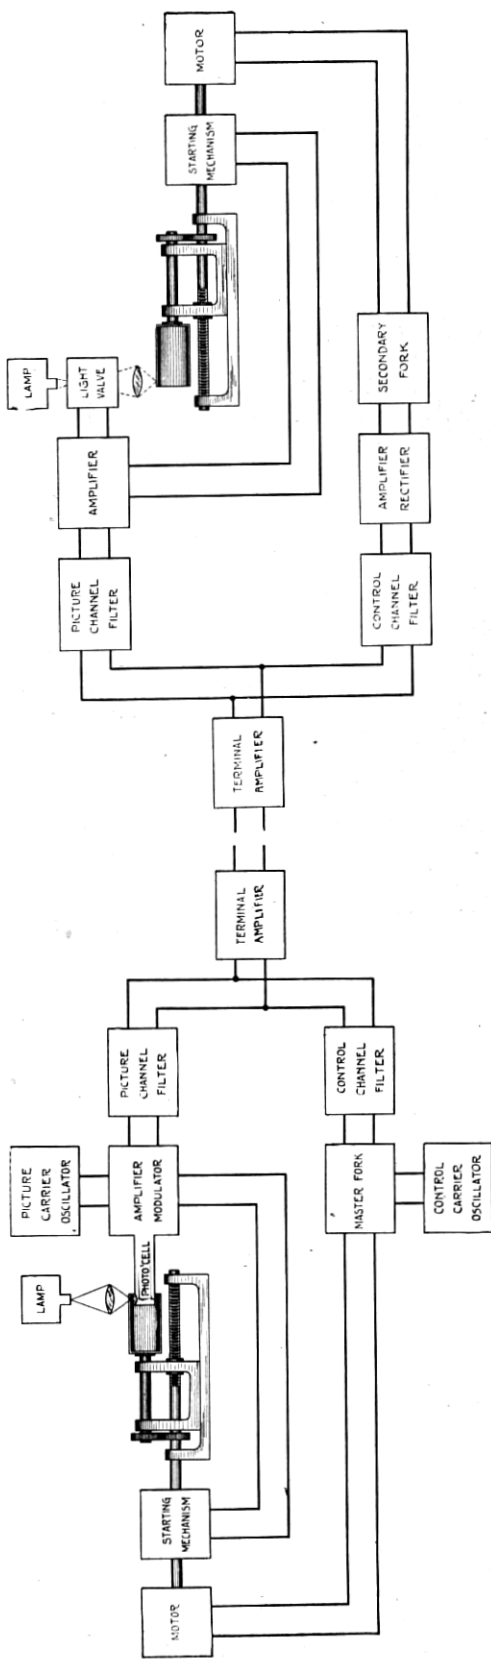 LAMP
PICTURE
CARRIER
OSCILLATOR
PHOTO CELL
AMPLIFIER
MODULATOR
PICTURE
CHANNEL
FILTER
STARTING
MECHANISM
MOTOR
MASTER FORK
CONTROL
CARRIER
OSCILLATOR
CONTROL
CHANNEL
FILTER
TERMINAL
AMPLIFIER
TERMINAL
AMPLIFIER
PICTURE
CHANNEL
FILTER
AMPLIFIER
LIGHT
VALVE
LAMP
STARTING
MECHANISM
MOTOR
CONTROL
CHANNEL
FILTER
AMPLIFIER
RECTIFIER
SECONDARY
FORK